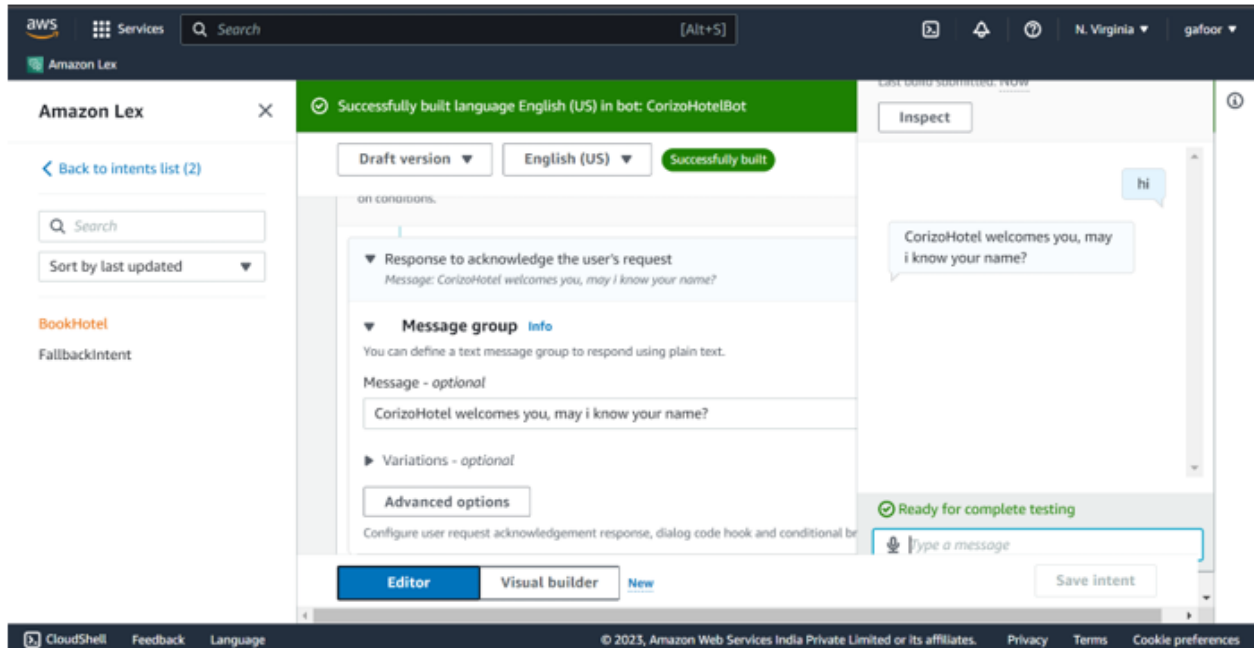 aws
Services
Search
[Alt+S]
N. Virginia
gafoor
Amazon Lex
Amazon Lex
Back to intents list (2)
Search
Sort by last updated
BookHotel
FallbackIntent
Successfully built language English (US) in bot: CorizoHotelBot
Draft version
English (US)
Successfully built
on conditions.
Response to acknowledge the user's request
Message: CorizoHotel welcomes you, may i know your name?
Message group Info
You can define a text message group to respond using plain text.
Message - optional
CorizoHotel welcomes you, may i know your name?
Variations - optional
Advanced options
Configure user request acknowledgement response, dialog code hook and conditional br
Editor
Visual builder
New
Last build submitted: NOW
Inspect
hi
CorizoHotel welcomes you, may
i know your name?
Ready for complete testing
Type a message
Save intent
CloudShell
Feedback
Language
© 2023, Amazon Web Services India Private Limited or its affiliates.
Privacy
Terms
Cookie preferences